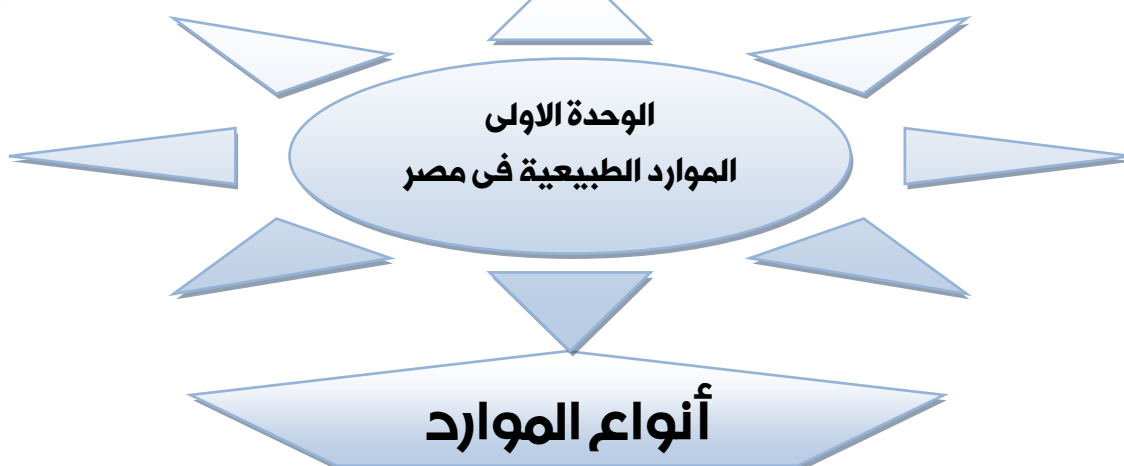 الوحدة الاولى
الموارد الطبيعية فى مصر
أنواع الموارد